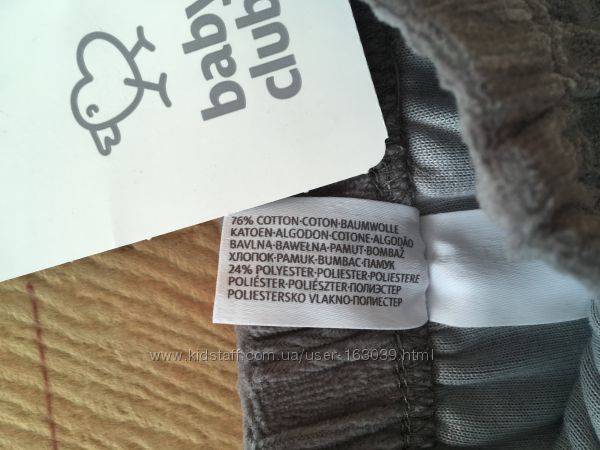 baby
club
76% COTTON·COTON·BAUMWOLLE
KATOEN·ALGODON·COTONE·ALGODÃO
BAVLNA·BAWEŁNA·PAMUT·BOMBAŽ
ХЛОПОК·PAMUK·BUMBAC·ПАМУК
24% POLYESTER·POLIESTER·POLIESTERE
POLIÉSTER·POLIÉSZTER·ПОЛИЭСТЕР
POLIESTERSKO VLAKNO·ПОЛИЕСТЕР
www.kidstaff.com.ua/user-163039.html